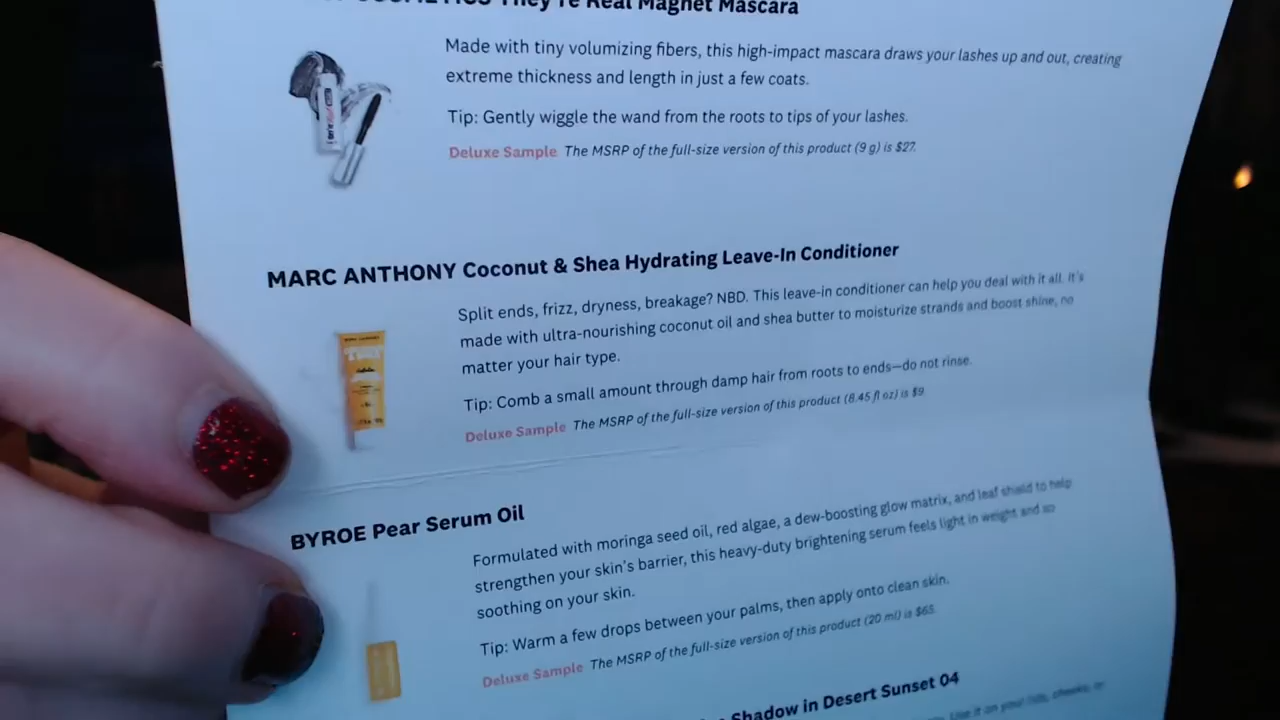 COSMETICS They're Real Magnet Mascara
Made with tiny volumizing fibers, this high-impact mascara draws your lashes up and out, creating
extreme thickness and length in just a few coats.
Tip: Gently wiggle the wand from the roots to tips of your lashes.
Deluxe Sample The MSRP of the full-size version of this product (9 g) is $27.
MARC ANTHONY Coconut & Shea Hydrating Leave-In Conditioner
Split ends, frizz, dryness, breakage? NBD. This leave-in conditioner can help you deal with it all. It's
made with ultra-nourishing coconut oil and shea butter to moisturize strands and boost shine, no
matter your hair type.
Tip: Comb a small amount through damp hair from roots to ends—do not rinse.
Deluxe Sample The MSRP of the full-size version of this product (8.45 fl oz) is $9.
BYROE Pear Serum Oil
Formulated with moringa seed oil, red algae, a dew-boosting glow matrix, and leaf shield to help
strengthen your skin's barrier, this heavy-duty brightening serum feels light in weight and so
soothing on your skin.
Tip: Warm a few drops between your palms, then apply onto clean skin.
Deluxe Sample The MSRP of the full-size version of this product (20 ml) is $65.
Shadow in Desert Sunset 04
Use it on your lids, cheeks, or